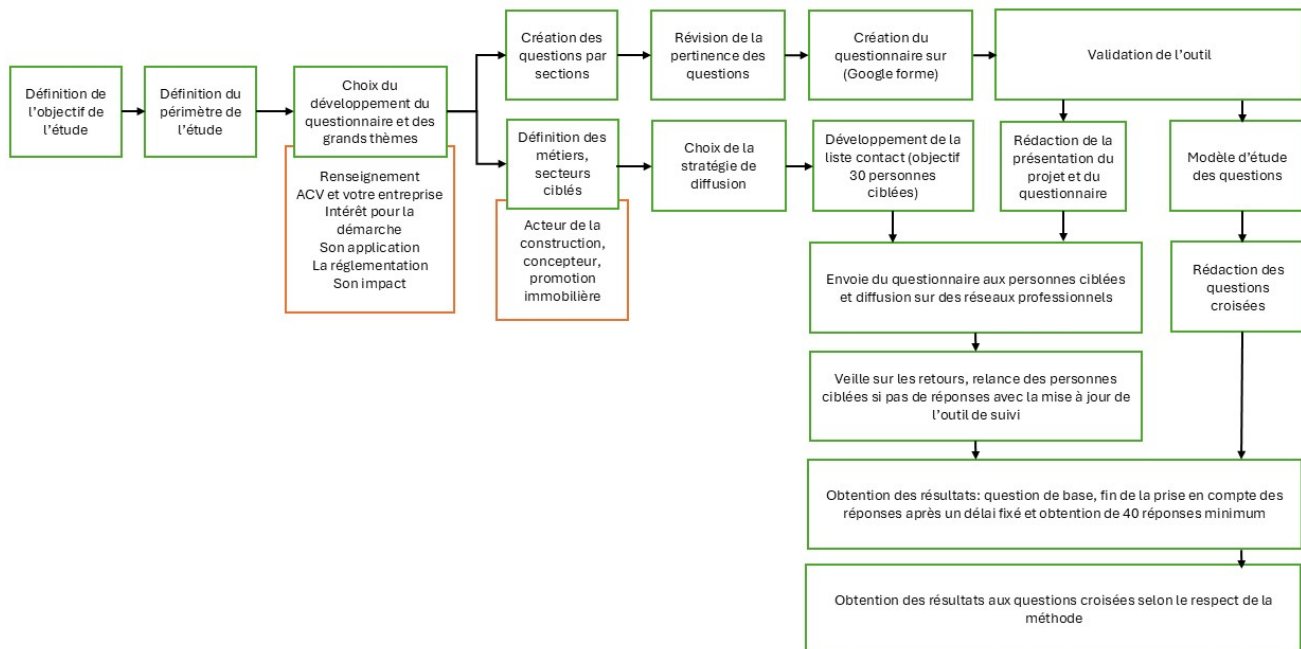 Définition de
l'objectif de
l'étude
Définition du
périmètre de
l'étude
Choix du
développement du
questionnaire et des
grands thèmes
Renseignement
ACV et votre entreprise
Intérêt pour la
démarche
Son application
La réglementation
Son impact
Création des
questions par
sections
Révision de la
pertinence des
questions
Création du
questionnaire sur
(Google forme)
Validation de l'outil
Définition des
métiers,
secteurs
ciblés
Acteur de la
construction,
concepteur,
promotion
immobilière
Choix de la
stratégie de
diffusion
Développement de la
liste contact (objectif
30 personnes
ciblées)
Rédaction de la
présentation du
projet et du
questionnaire
Modèle d'étude
des questions
Envoie du questionnaire aux personnes ciblées
et diffusion sur des réseaux professionnels
Rédaction des
questions
croisées
Veille sur les retours, relance des personnes
ciblées si pas de réponses avec la mise à jour de
l'outil de suivi
Obtention des résultats: question de base, fin de la prise en compte des
réponses après un délai fixé et obtention de 40 réponses minimum
Obtention des résultats aux questions croisées selon le respect de la
méthode